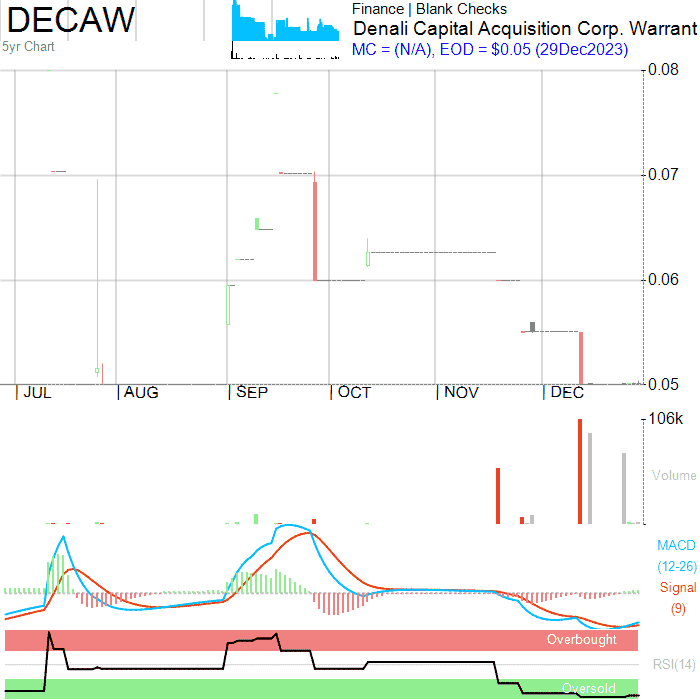 DECAW
5yr Chart
Finance | Blank Checks
Denali Capital Acquisition Corp. Warrant
MC = (N/A), EOD = $0.05 (29Dec2023)
0.08
0.07
0.06
0.05
JUL
AUG
SEP
OCT
NOV
DEC
106k
Volume
MACD
(12-26)
Signal
(9)
Overbought
RSI(14)
Oversold